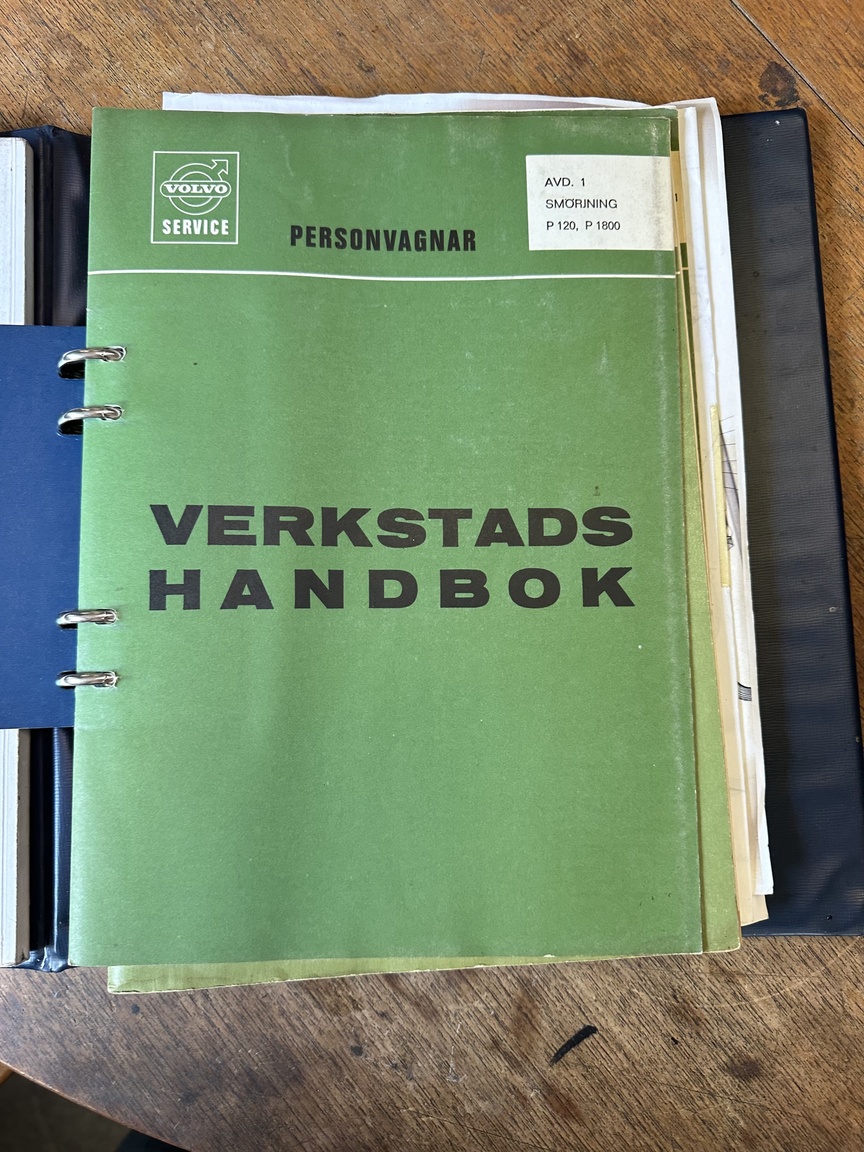 VOLVO
SERVICE
PERSONVAGNAR
AVD. 1
SMÖRJNING
P 120, P 1800
VERKSTADS
HANDBOK